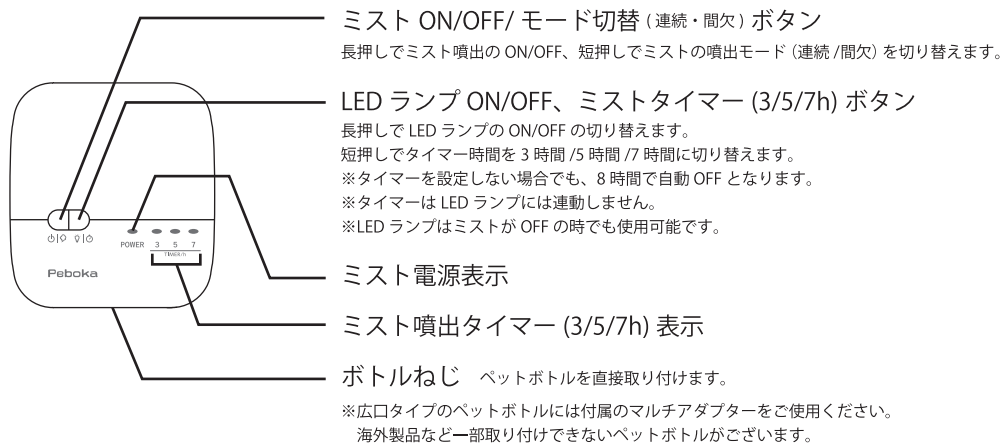 ミスト ON/OFF/ モード切替 ( 連続・間欠 ) ボタン
長押しでミスト噴出の ON/OFF、短押しでミストの噴出モード（連続 /間欠）を切り替えます。
LED ランプ ON/OFF、ミストタイマー (3/5/7h) ボタン
長押しで LED ランプの ON/OFF の切り替えます。
短押しでタイマー時間を 3 時間 /5 時間 /7 時間に切り替えます。
※タイマーを設定しない場合でも、8 時間で自動 OFF となります。
※タイマーは LED ランプには連動しません。
※LED ランプはミストが OFF の時でも使用可能です。
POWER 3 5 7
TIMER/h
Peboka
ミスト電源表示
ミスト噴出タイマー (3/5/7h) 表示
ボトルねじ ペットボトルを直接取り付けます。
※広口タイプのペットボトルには付属のマルチアダプターをご使用ください。
海外製品など一部取り付けできないペットボトルがございます。